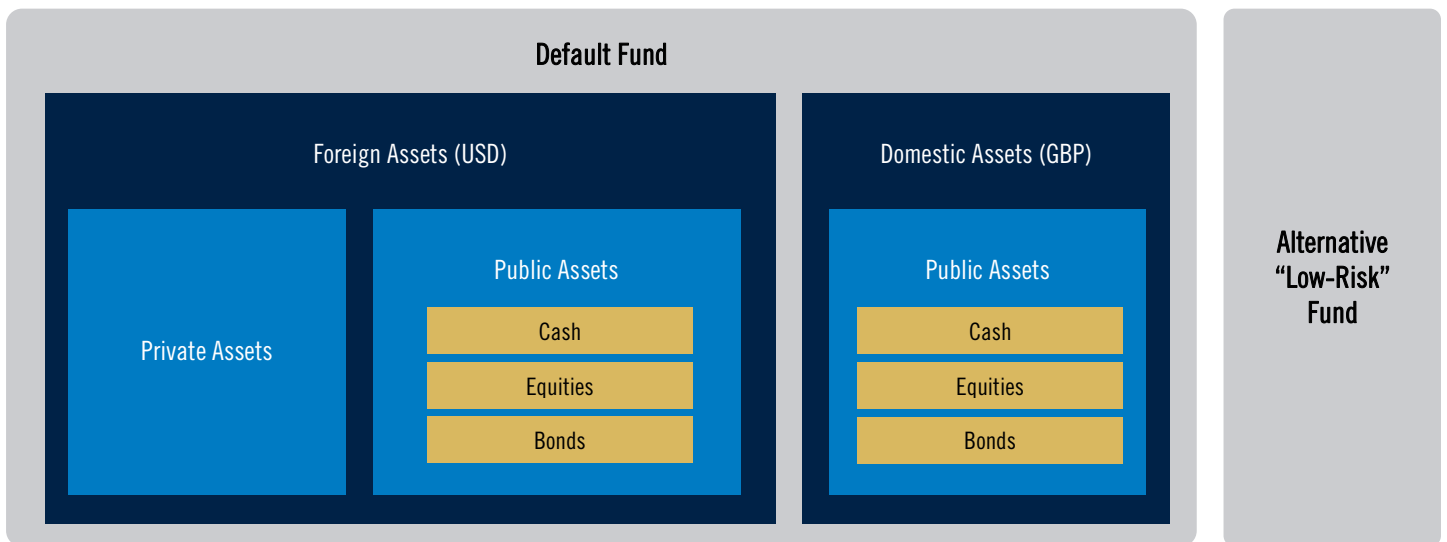 Default Fund
Foreign Assets (USD)
Private Assets
Public Assets
Cash
Equities
Bonds
Domestic Assets (GBP)
Public Assets
Cash
Equities
Bonds
Alternative
“Low-Risk”
Fund